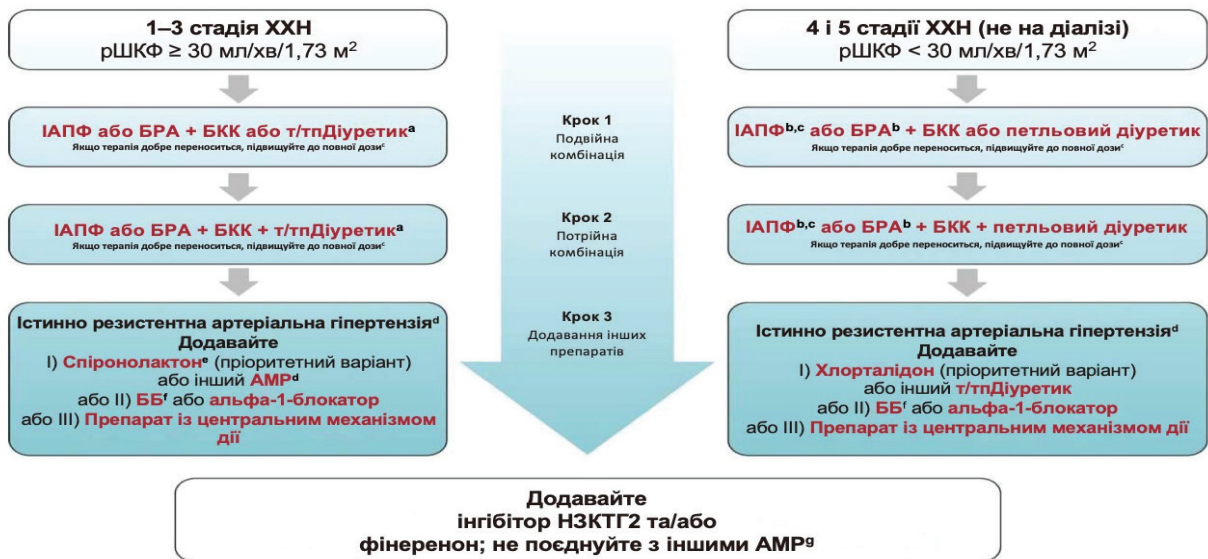 1–3 стадія ХХН
рШКФ ≥ 30 мл/хв/1,73 м²
ІАПФ або БРА + БКК або т/тпДіуретикᵃ
Якщо терапія добре переноситься, підвищуйте до повної дозиᶜ
ІАПФ або БРА + БКК + т/тпДіуретикᵃ
Якщо терапія добре переноситься, підвищуйте до повної дозиᶜ
Істинно резистентна артеріальна гіпертензіяᵈ
Додавайте
І) Спіронолактонᵉ (пріоритетний варіант)
або інший АМРᵈ
або ІІ) ББᶠ або альфа-1-блокатор
або ІІІ) Препарат із центральним механізмом
дії
Крок 1
Подвійна
комбінація
Крок 2
Потрійна
комбінація
Крок 3
Додавання інших
препаратів
4 і 5 стадії ХХН (не на діалізі)
рШКФ < 30 мл/хв/1,73 м²
ІАПФᵇ,ᶜ або БРАᵇ + БКК або петльовий діуретик
Якщо терапія добре переноситься, підвищуйте до повної дозиᶜ
ІАПФᵇ,ᶜ або БРАᵇ + БКК + петльовий діуретик
Якщо терапія добре переноситься, підвищуйте до повної дозиᶜ
Істинно резистентна артеріальна гіпертензіяᵈ
Додавайте
І) Хлорталідон (пріоритетний варіант)
або інший т/тпДіуретик
або ІІ) ББᶠ або альфа-1-блокатор
або ІІІ) Препарат із центральним механізмом дії
Додавайте
інгібітор НЗКТГ2 та/або
фінеренон; не поєднуйте з іншими АМРᵍ